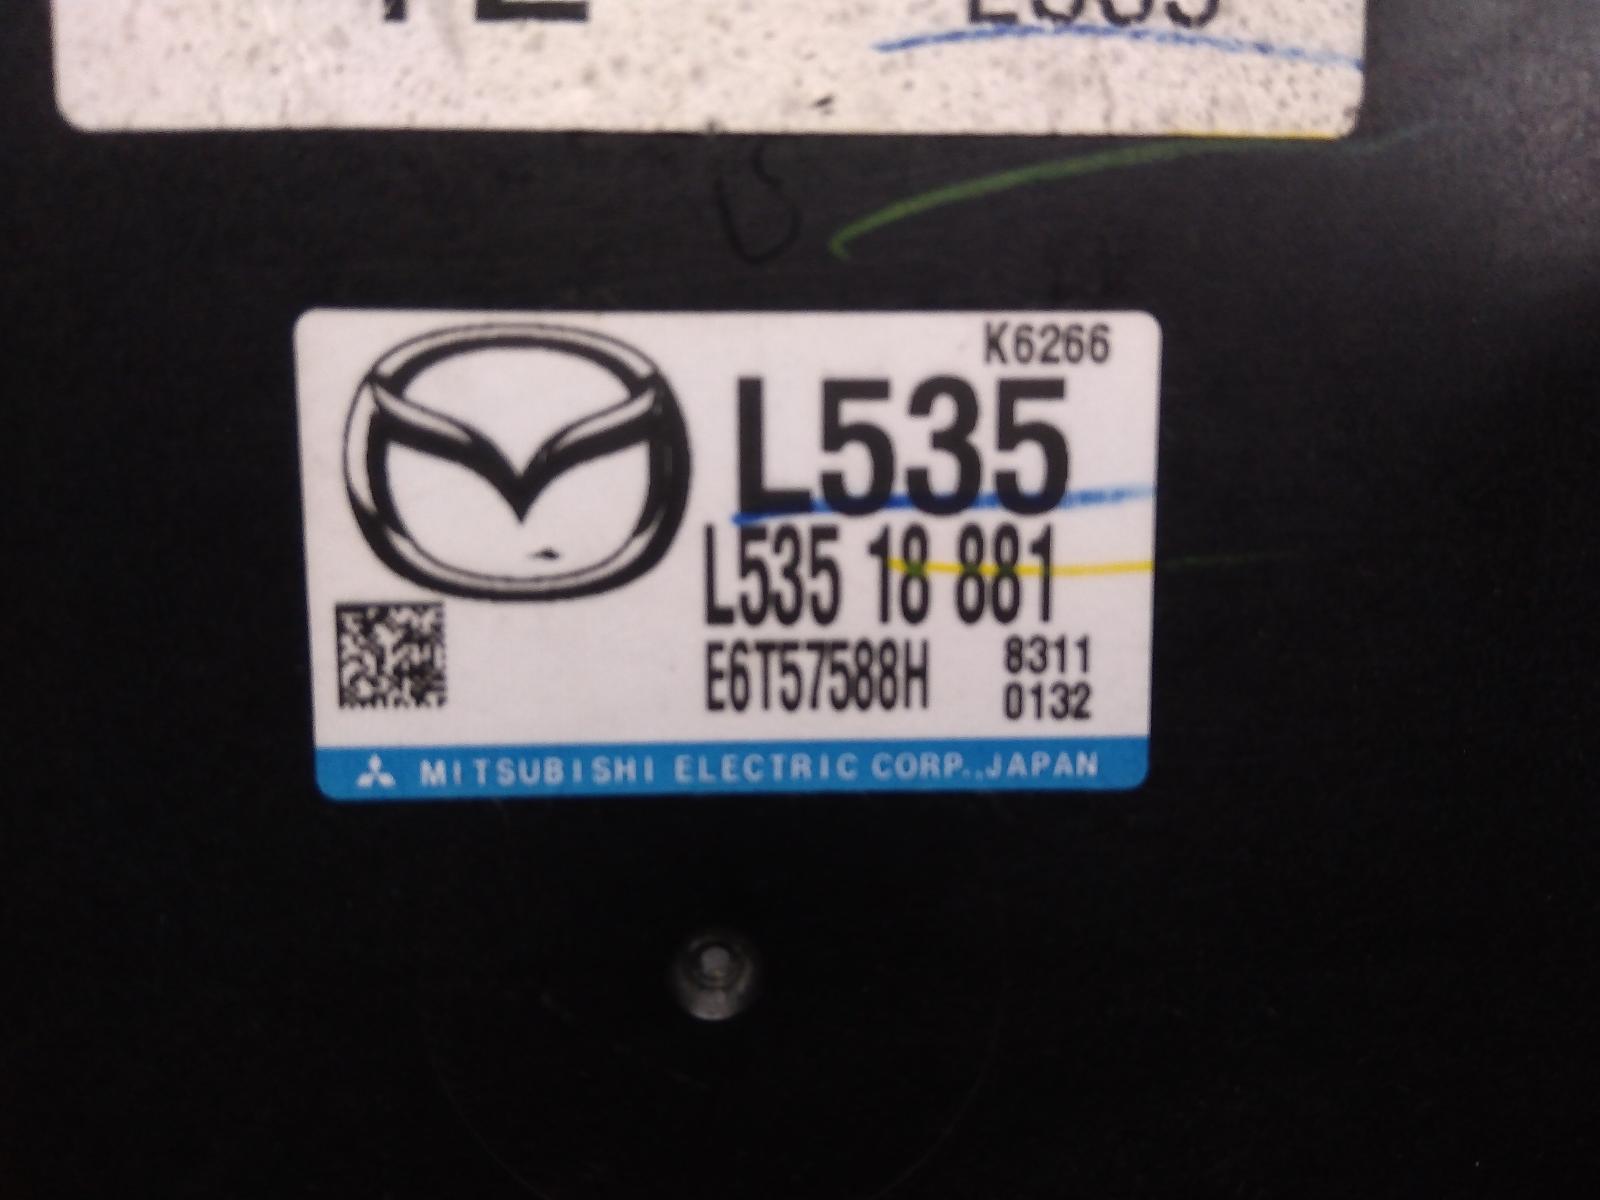 K6266
L535
L535 18 881
E6T57588H
8311
0132
MITSUBISHI ELECTRIC CORP.,JAPAN